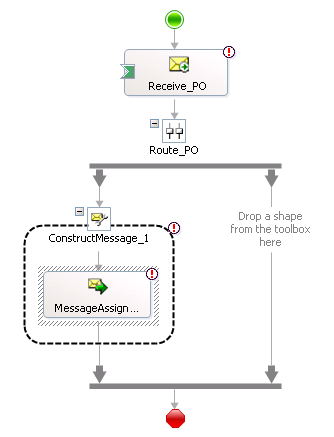 Receive_PO
Route_PO
ConstructMessage_1
Drop a shape
from the toolbox
here
MessageAssign...